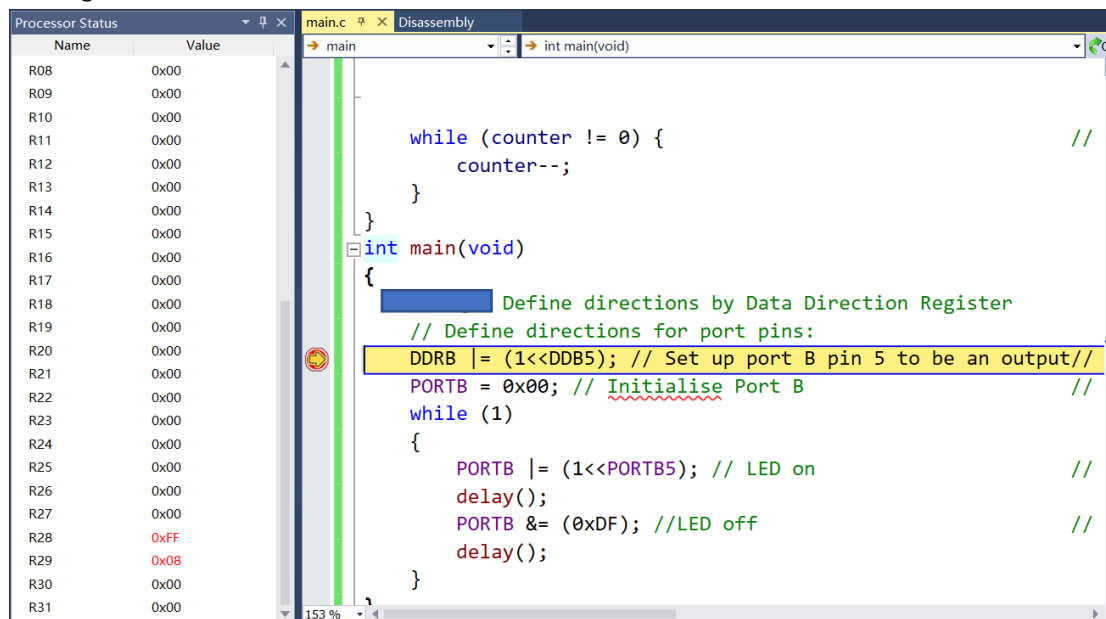 Processor Status
Name Value
R08 0x00
R09 0x00
R10 0x00
R11 0x00
R12 0x00
R13 0x00
R14 0x00
R15 0x00
R16 0x00
R17 0x00
R18 0x00
R19 0x00
R20 0x00
R21 0x00
R22 0x00
R23 0x00
R24 0x00
R25 0x00
R26 0x00
R27 0x00
R28 0xFF
R29 0x08
R30 0x00
R31 0x00
main.c Disassembly
main int main(void)
while (counter != 0) { //
counter--;
}
}
int main(void)
{
Define directions by Data Direction Register
// Define directions for port pins:
DDRB |= (1<<DDB5); // Set up port B pin 5 to be an output//
PORTB = 0x00; // Initialise Port B //
while (1)
{
PORTB |= (1<<PORTB5); // LED on //
delay();
PORTB &= (0xDF); //LED off //
delay();
}
153 %